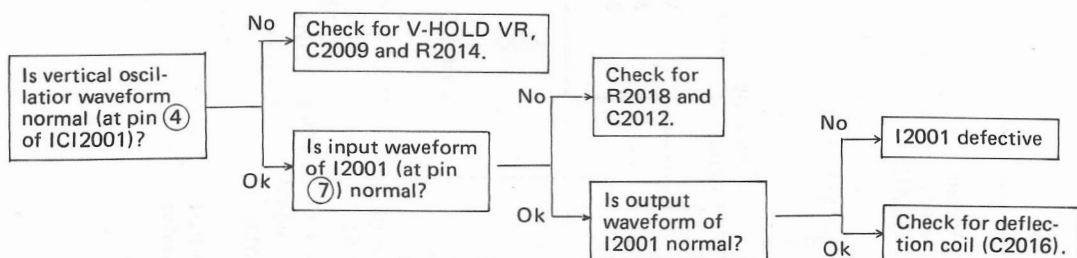 No
Check for V-HOLD VR,
C2009 and R2014.
Is vertical oscil-
latior waveform
normal (at pin ④
of ICI2001)?
Ok
Is input waveform
of I2001 (at pin
⑦) normal?
No
Check for
R2018 and
C2012.
Ok
Is output
waveform of
I2001 normal?
No
I2001 defective
Ok
Check for deflec-
tion coil (C2016).